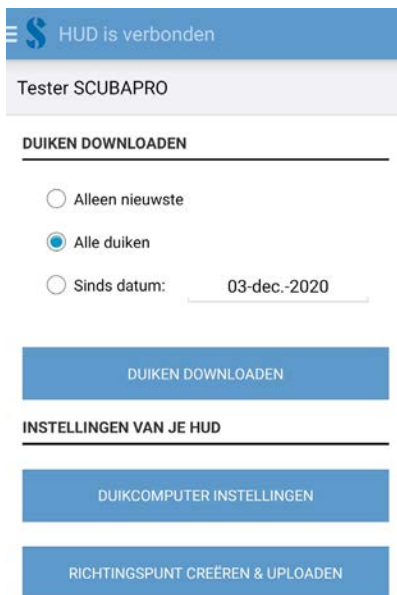 HUD is verbonden
Tester SCUBAPRO
DUIKEN DOWNLOADEN
Alleen nieuwste
Alle duiken
Sinds datum: 03-dec.-2020
DUIKEN DOWNLOADEN
INSTELLINGEN VAN JE HUD
DUIKCOMPUTER INSTELLINGEN
RICHTINGSPUNT CREËREN & UPLOADEN